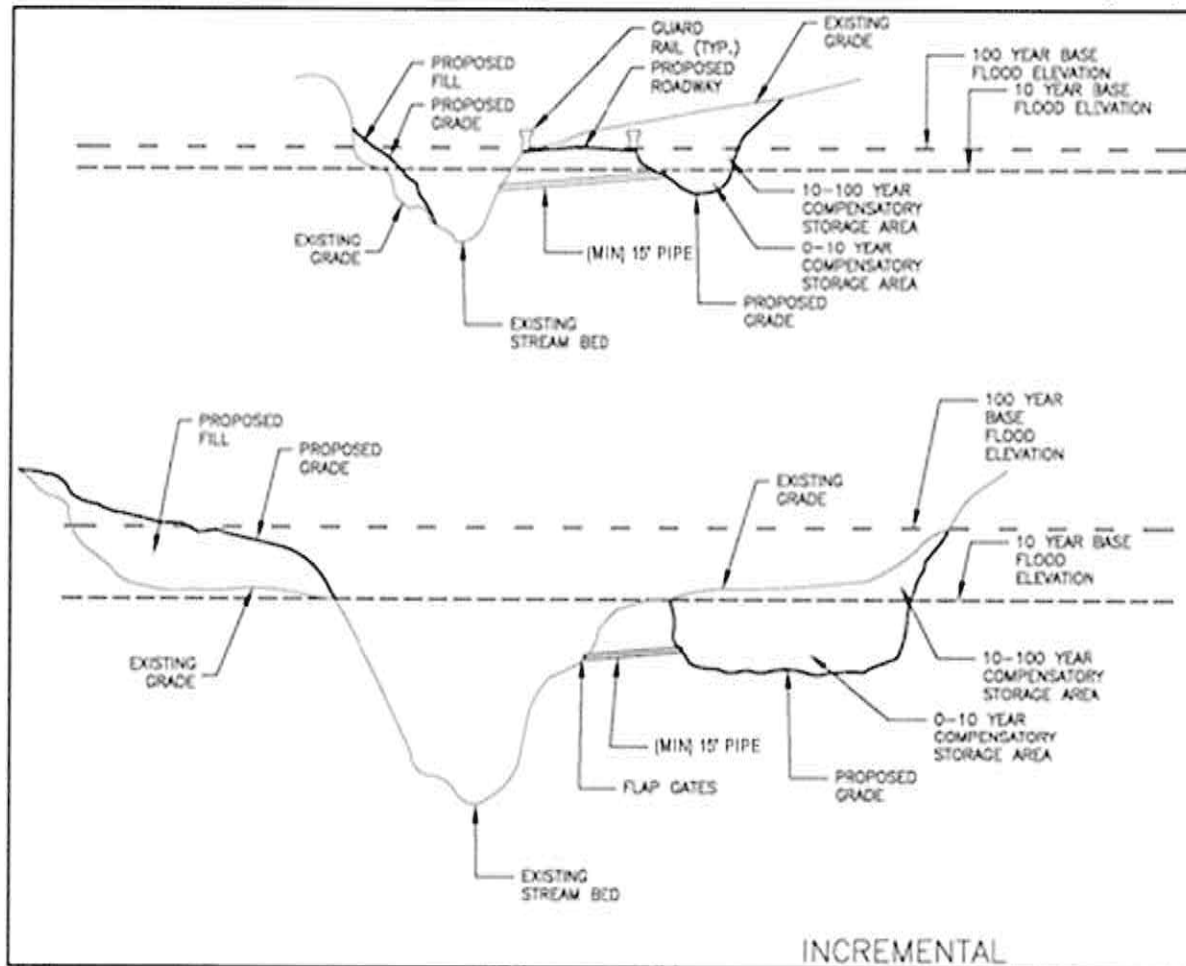 GUARD
RAIL (TYP.)
EXISTING
GRADE
PROPOSED
FILL
PROPOSED
ROADWAY
100 YEAR BASE
FLOOD ELEVATION
PROPOSED
GRADE
10 YEAR BASE
FLOOD ELEVATION
10-100 YEAR
COMPENSATORY
STORAGE AREA
EXISTING
GRADE
(MIN) 15" PIPE
0-10 YEAR
COMPENSATORY
STORAGE AREA
PROPOSED
GRADE
EXISTING
STREAM BED
100 YEAR
BASE
FLOOD
ELEVATION
PROPOSED
FILL
PROPOSED
GRADE
EXISTING
GRADE
10 YEAR BASE
FLOOD
ELEVATION
EXISTING
GRADE
10-100 YEAR
COMPENSATORY
STORAGE AREA
0-10 YEAR
COMPENSATORY
STORAGE AREA
(MIN) 15" PIPE
FLAP GATES
PROPOSED
GRADE
EXISTING
STREAM BED
INCREMENTAL